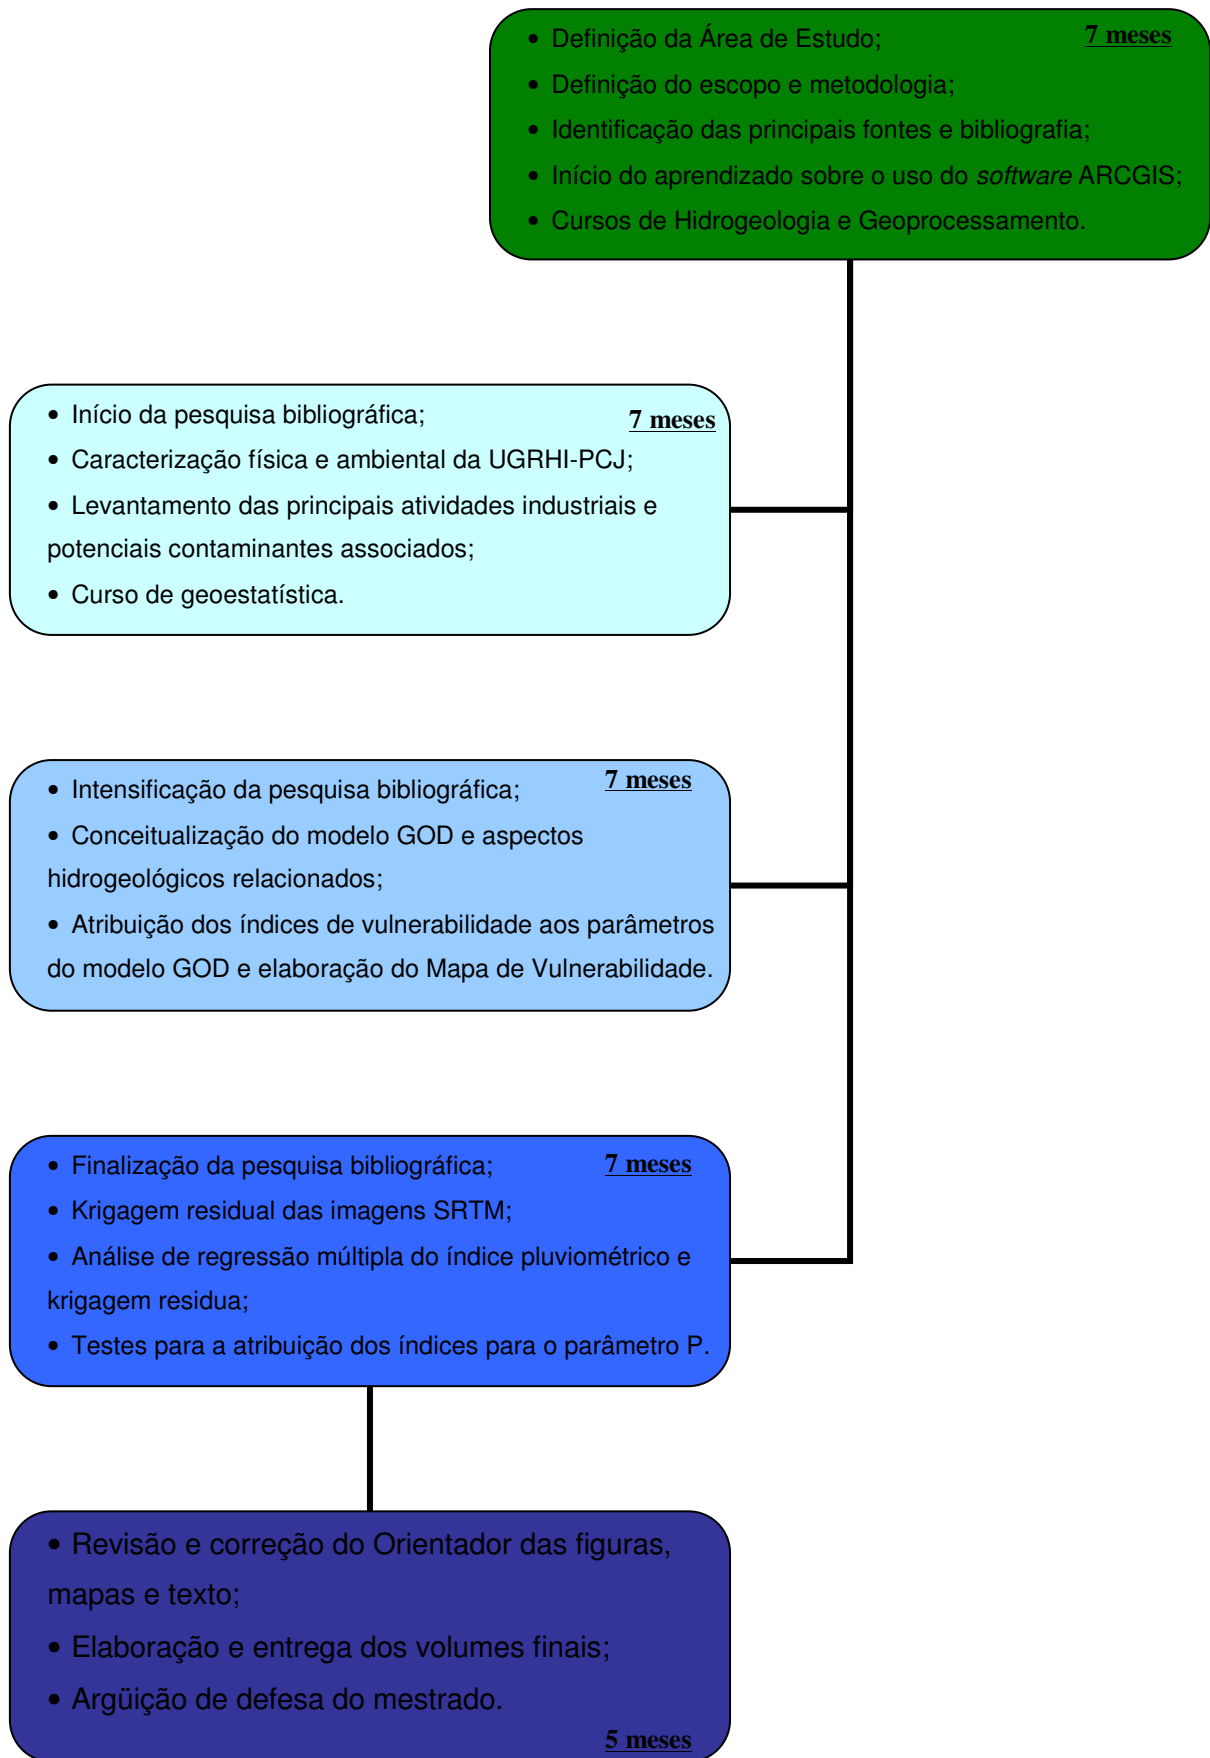 • Definição da Área de Estudo;
7 meses
• Definição do escopo e metodologia;
• Identificação das principais fontes e bibliografia;
• Início do aprendizado sobre o uso do software ARCGIS;
• Cursos de Hidrogeologia e Geoprocessamento.
• Início da pesquisa bibliográfica;
7 meses
• Caracterização física e ambiental da UGRHI-PCJ;
• Levantamento das principais atividades industriais e
potenciais contaminantes associados;
• Curso de geoestatística.
• Intensificação da pesquisa bibliográfica;
7 meses
• Conceitualização do modelo GOD e aspectos
hidrogeológicos relacionados;
• Atribuição dos índices de vulnerabilidade aos parâmetros
do modelo GOD e elaboração do Mapa de Vulnerabilidade.
• Finalização da pesquisa bibliográfica;
7 meses
• Krigagem residual das imagens SRTM;
• Análise de regressão múltipla do índice pluviométrico e
krigagem residua;
• Testes para a atribuição dos índices para o parâmetro P.
• Revisão e correção do Orientador das figuras,
mapas e texto;
• Elaboração e entrega dos volumes finais;
• Argüição de defesa do mestrado.
5 meses